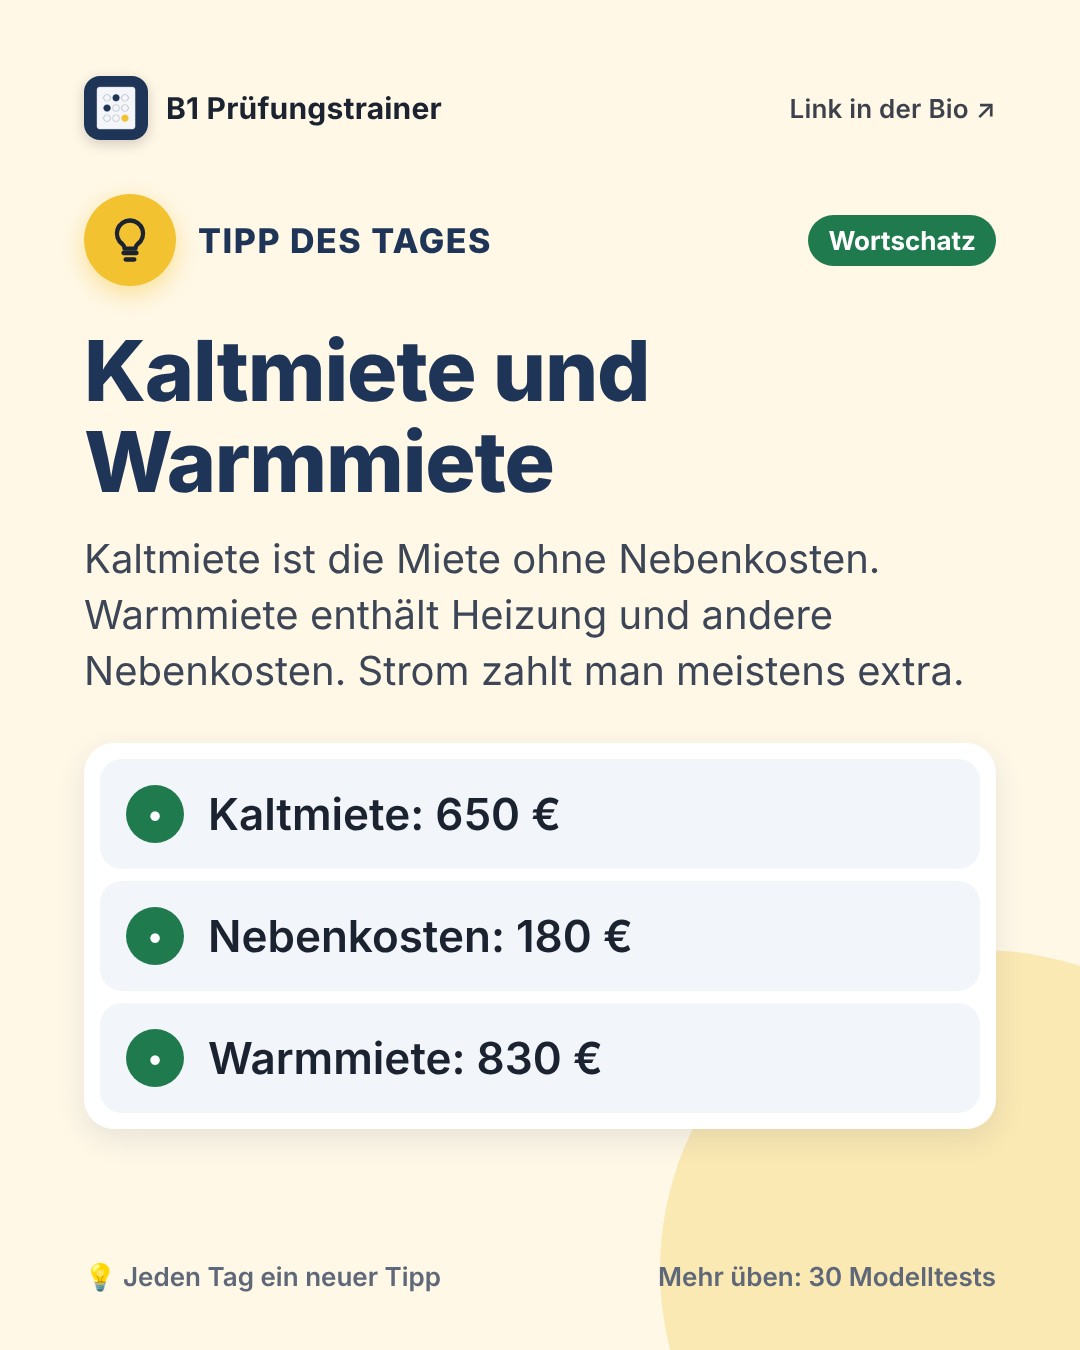 B1 Prüfungstrainer
Link in der Bio ↗
TIPP DES TAGES
Wortschatz
Kaltmiete und
Warmmiete
Kaltmiete ist die Miete ohne Nebenkosten.
Warmmiete enthält Heizung und andere
Nebenkosten. Strom zahlt man meistens extra.
Kaltmiete: 650 €
Nebenkosten: 180 €
Warmmiete: 830 €
💡 Jeden Tag ein neuer Tipp
Mehr üben: 30 Modelltests